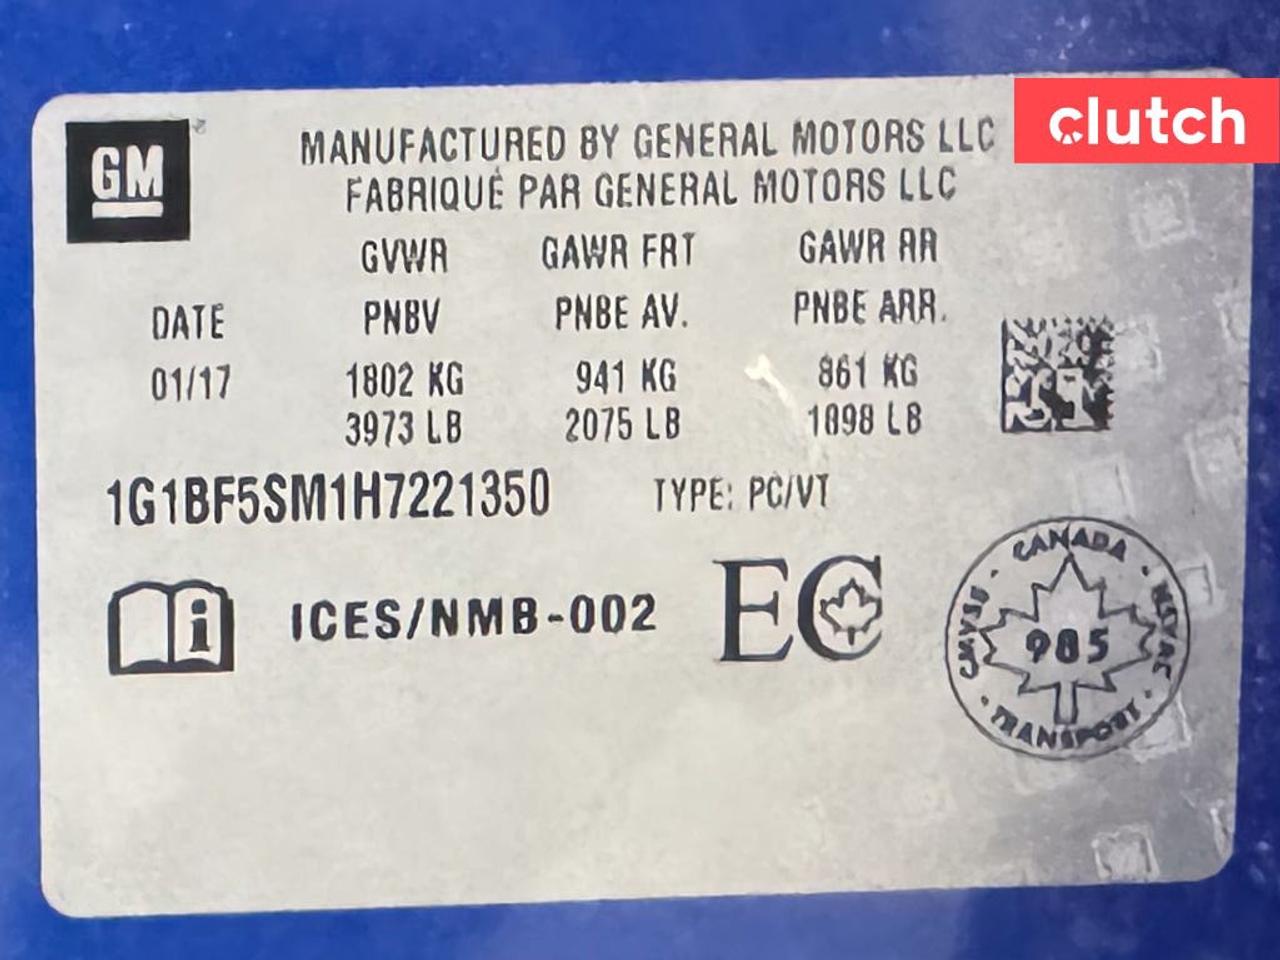 clutch
GM
MANUFACTURED BY GENERAL MOTORS LLC
FABRIQUÉ PAR GENERAL MOTORS LLC
GVWR GAWR FRT GAWR RR
DATE PNBV PNBE AV. PNBE ARR.
01/17 1802 KG 941 KG 861 KG
3973 LB 2075 LB 1898 LB
1G1BF5SM1H7221350 TYPE: PC/VT
i ICES/NMB-002 EC
CANADA
CMVSS 985 NSVAC
TRANSPORT